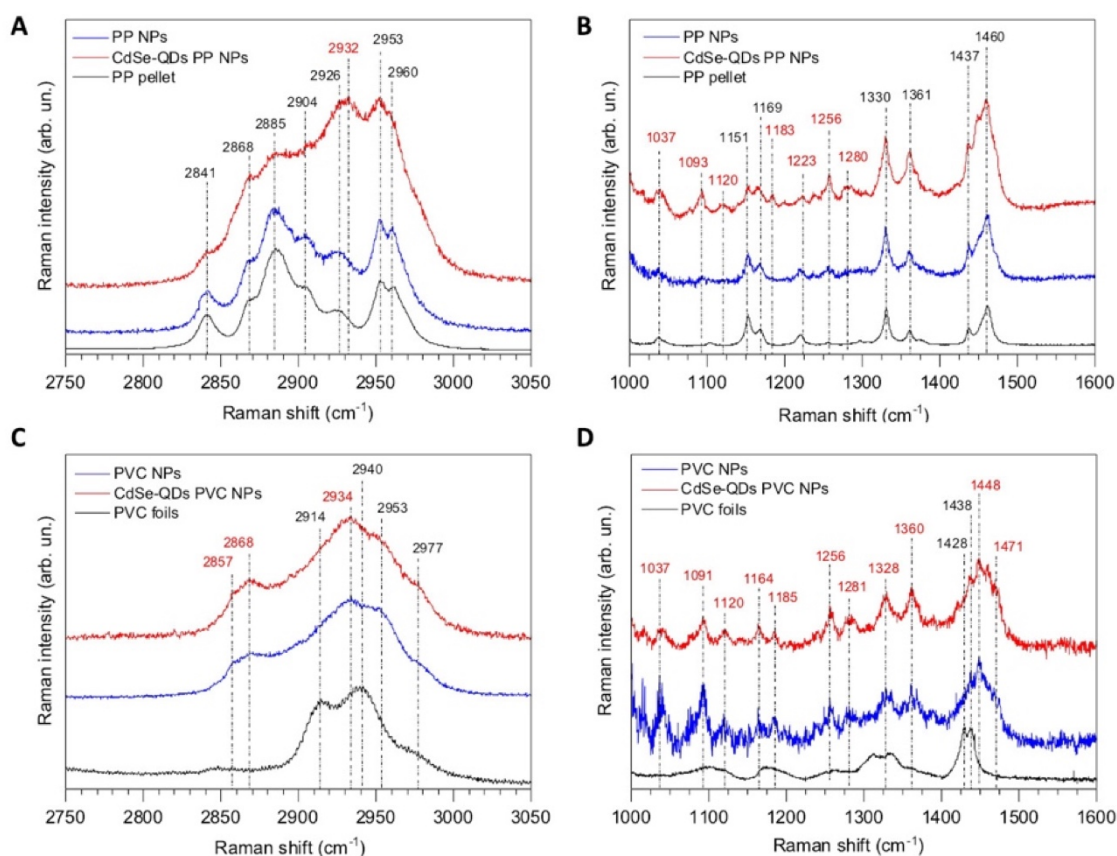 A
PP NPs
CdSe-QDs PP NPs
PP pellet
2841
2868
2885
2904
2926
2932
2953
2960
Raman intensity (arb. un.)
2750 2800 2850 2900 2950 3000 3050
Raman shift (cm-1)
B
PP NPs
CdSe-QDs PP NPs
PP pellet
1037
1093
1120
1151
1169
1183
1223
1256
1280
1330
1361
1437
1460
Raman intensity (arb. un.)
1000 1100 1200 1300 1400 1500 1600
Raman shift (cm-1)
C
PVC NPs
CdSe-QDs PVC NPs
PVC foils
2857
2868
2914
2934
2940
2953
2977
Raman intensity (arb. un.)
2750 2800 2850 2900 2950 3000 3050
Raman shift (cm-1)
D
PVC NPs
CdSe-QDs PVC NPs
PVC foils
1037
1091
1120
1164
1185
1256
1281
1328
1360
1428
1438
1448
1471
Raman intensity (arb. un.)
1000 1100 1200 1300 1400 1500 1600
Raman shift (cm-1)